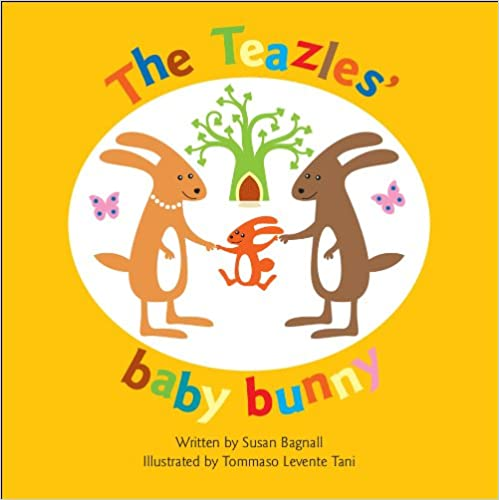 The Teazles'
baby bunny
Written by Susan Bagnall
Illustrated by Tommaso Levente Tani